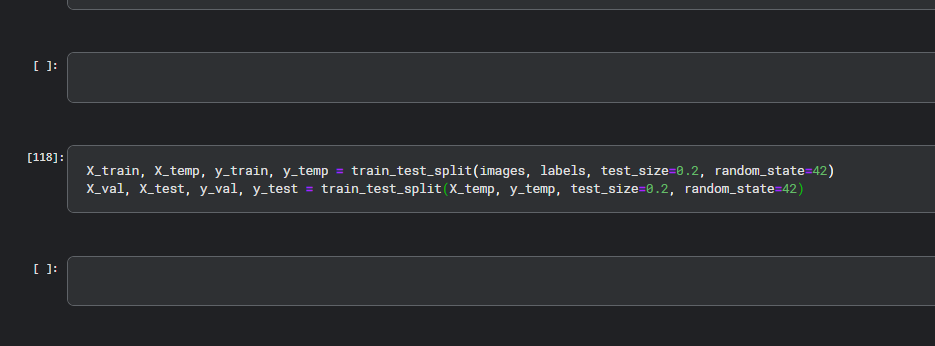 [ ]:
[118]:
X_train, X_temp, y_train, y_temp = train_test_split(images, labels, test_size=0.2, random_state=42)
X_val, X_test, y_val, y_test = train_test_split(X_temp, y_temp, test_size=0.2, random_state=42)
[ ]: